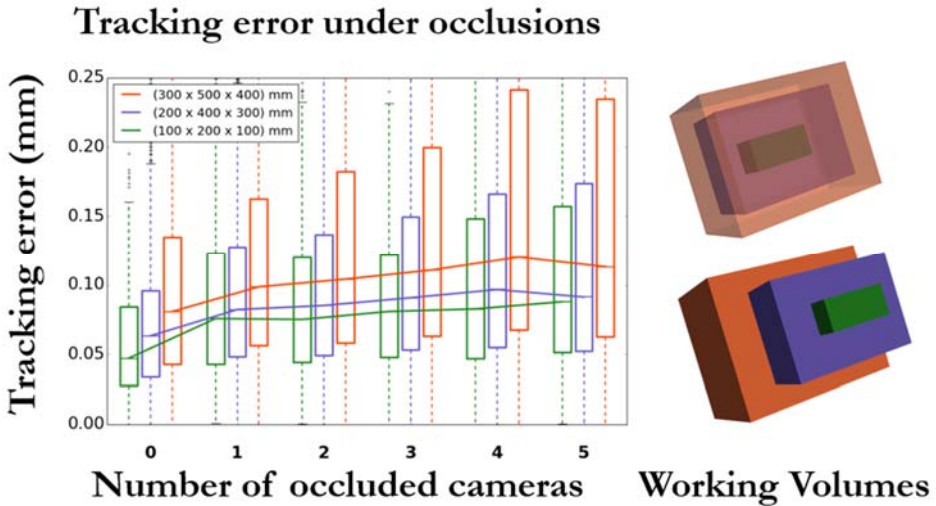 Tracking error under occlusions
Tracking error (mm)
0.25
0.20
0.15
0.10
0.05
0.00
(300 x 500 x 400) mm
(200 x 400 x 300) mm
(100 x 200 x 100) mm
0 1 2 3 4 5
Number of occluded cameras
Working Volumes